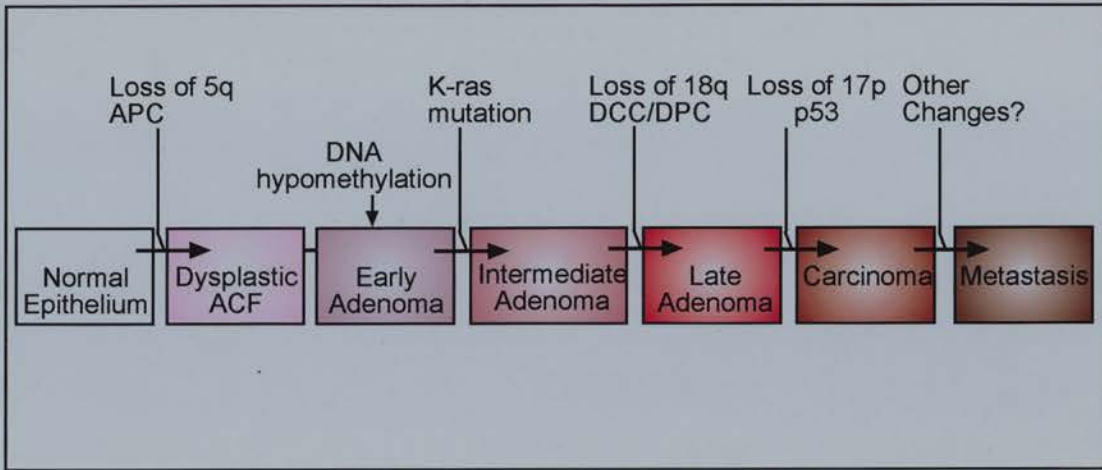 Loss of 5q
APC
DNA
hypomethylation
K-ras
mutation
Loss of 18q
DCC/DPC
Loss of 17p
p53
Other
Changes?
Normal
Epithelium
Dysplastic
ACF
Early
Adenoma
Intermediate
Adenoma
Late
Adenoma
Carcinoma
Metastasis